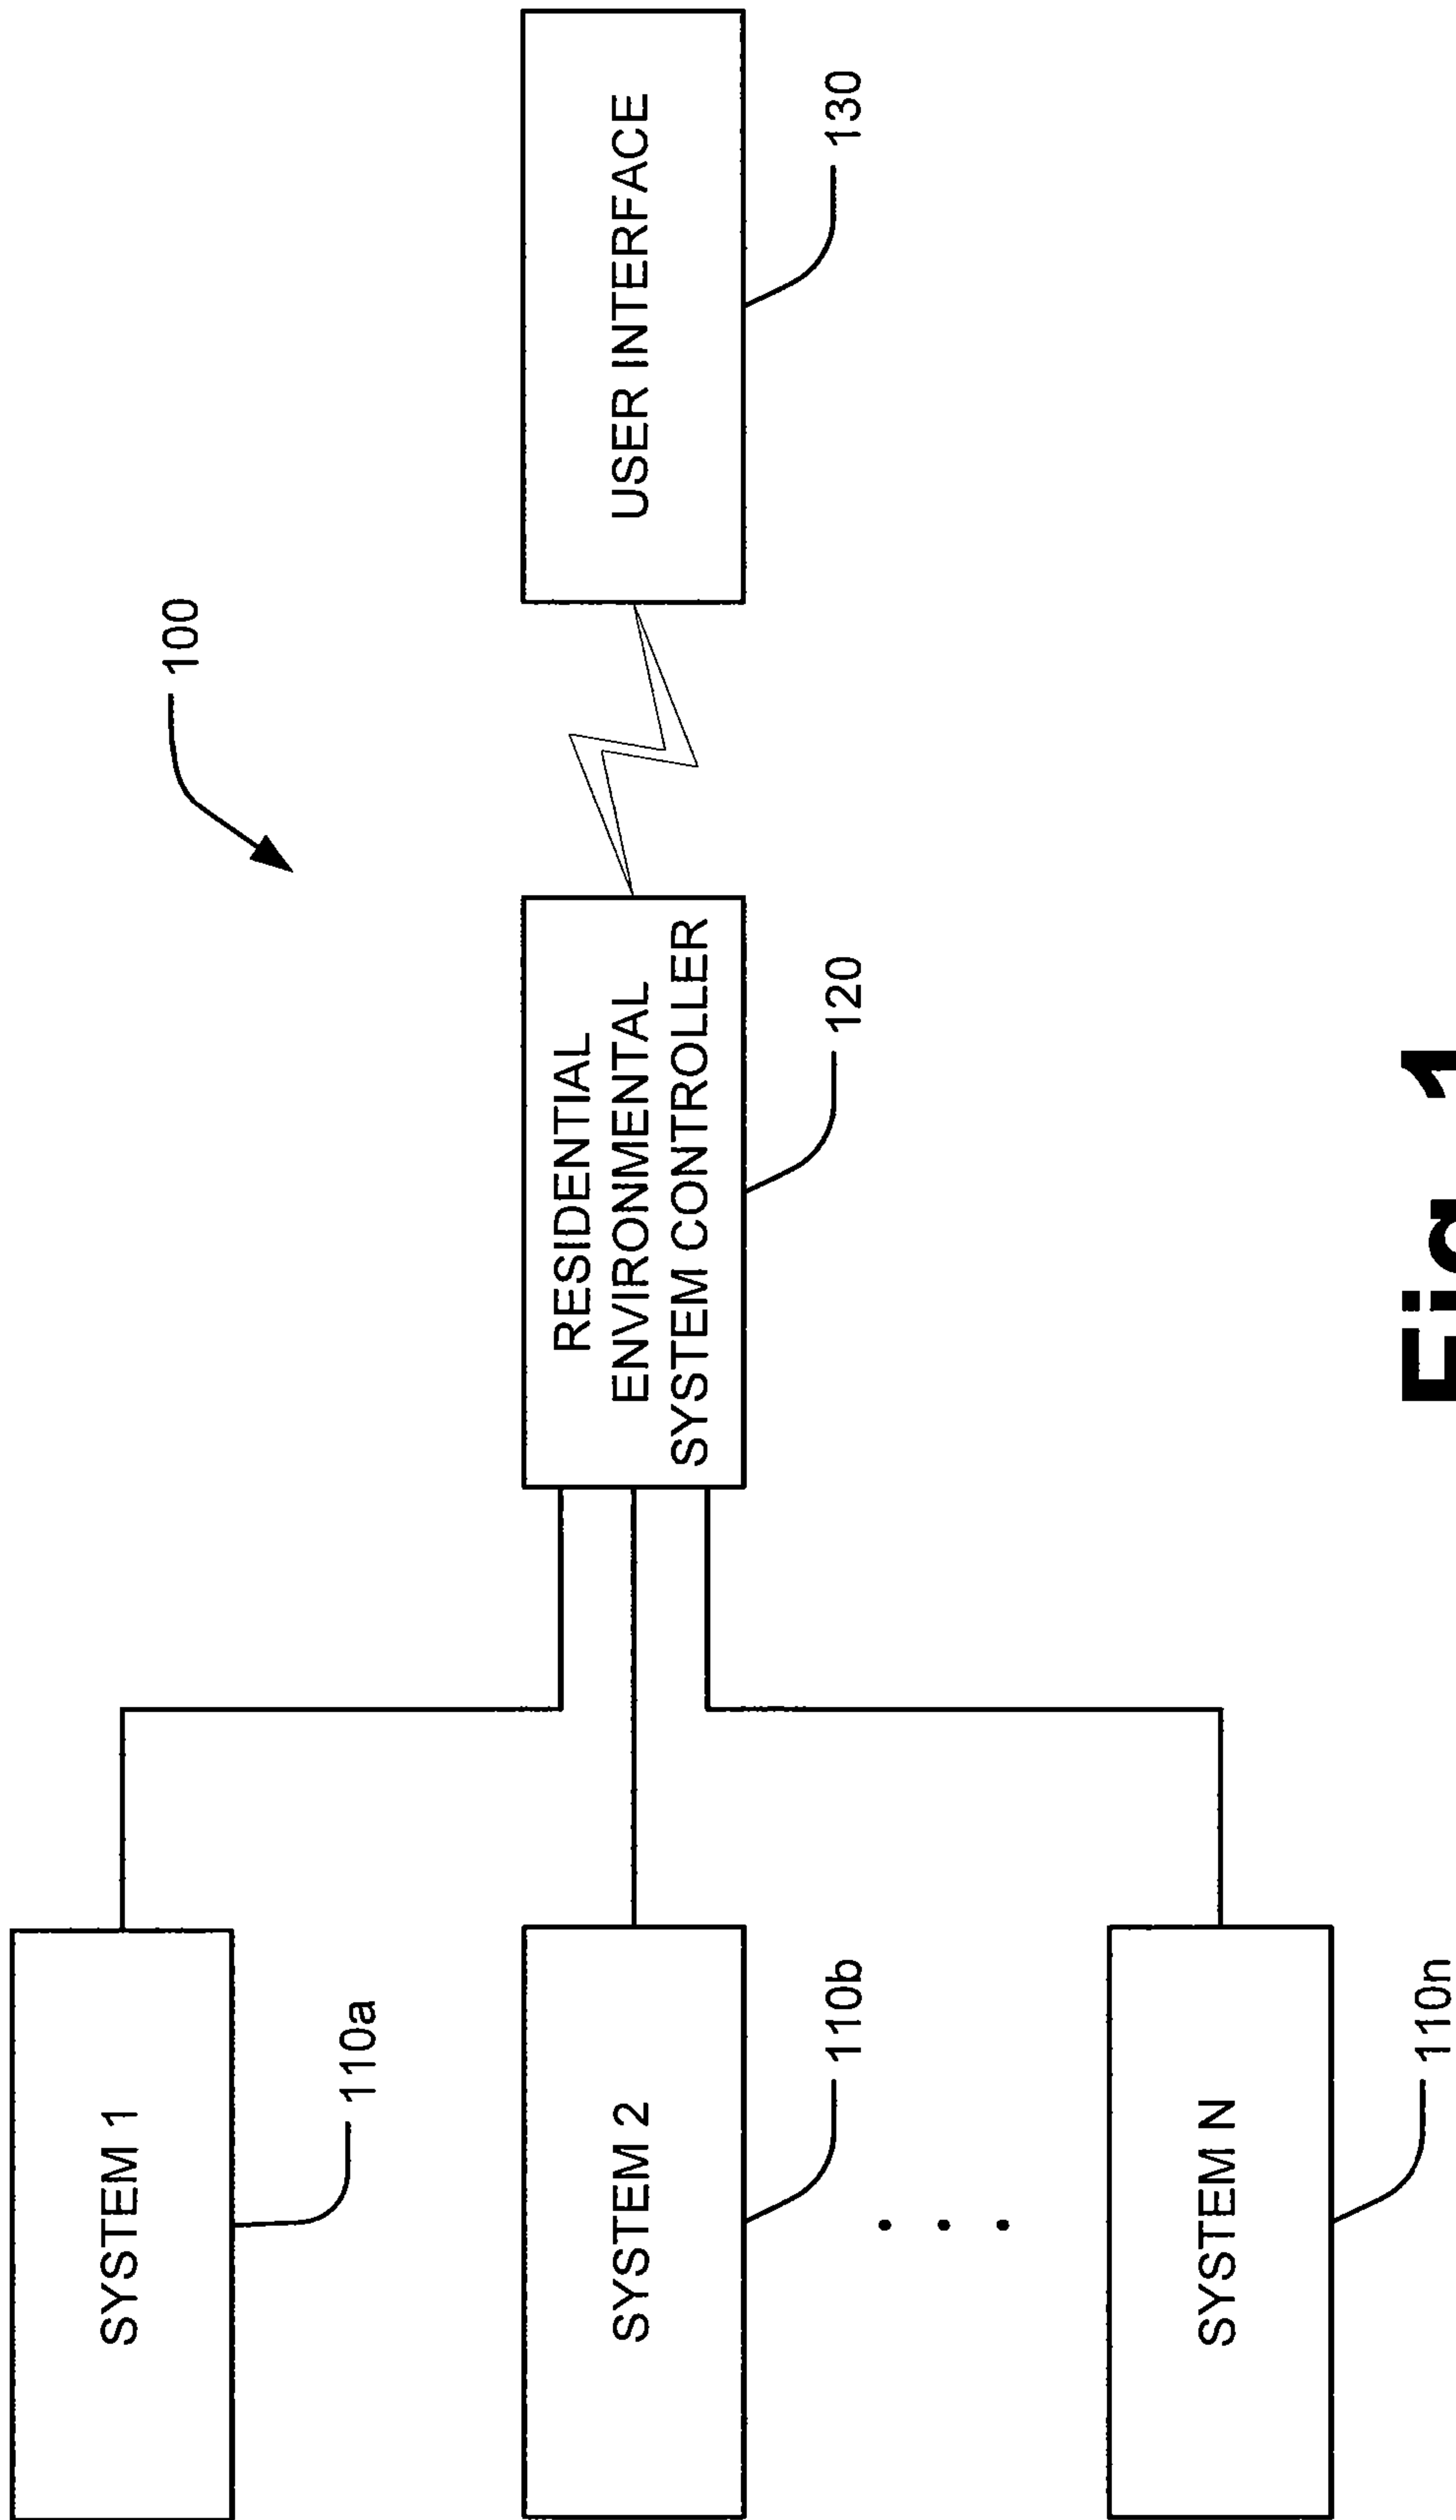 100
SYSTEM 1
110a
SYSTEM 2
110b
SYSTEM N
110n
RESIDENTIAL
ENVIRONMENTAL
SYSTEM CONTROLLER
120
USER INTERFACE
130
Fig. 1